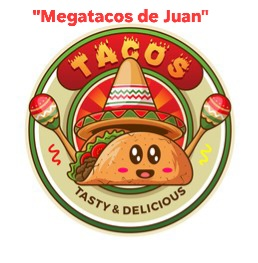 "Megatacos de Juan"
TACOS
TASTY & DELICIOUS